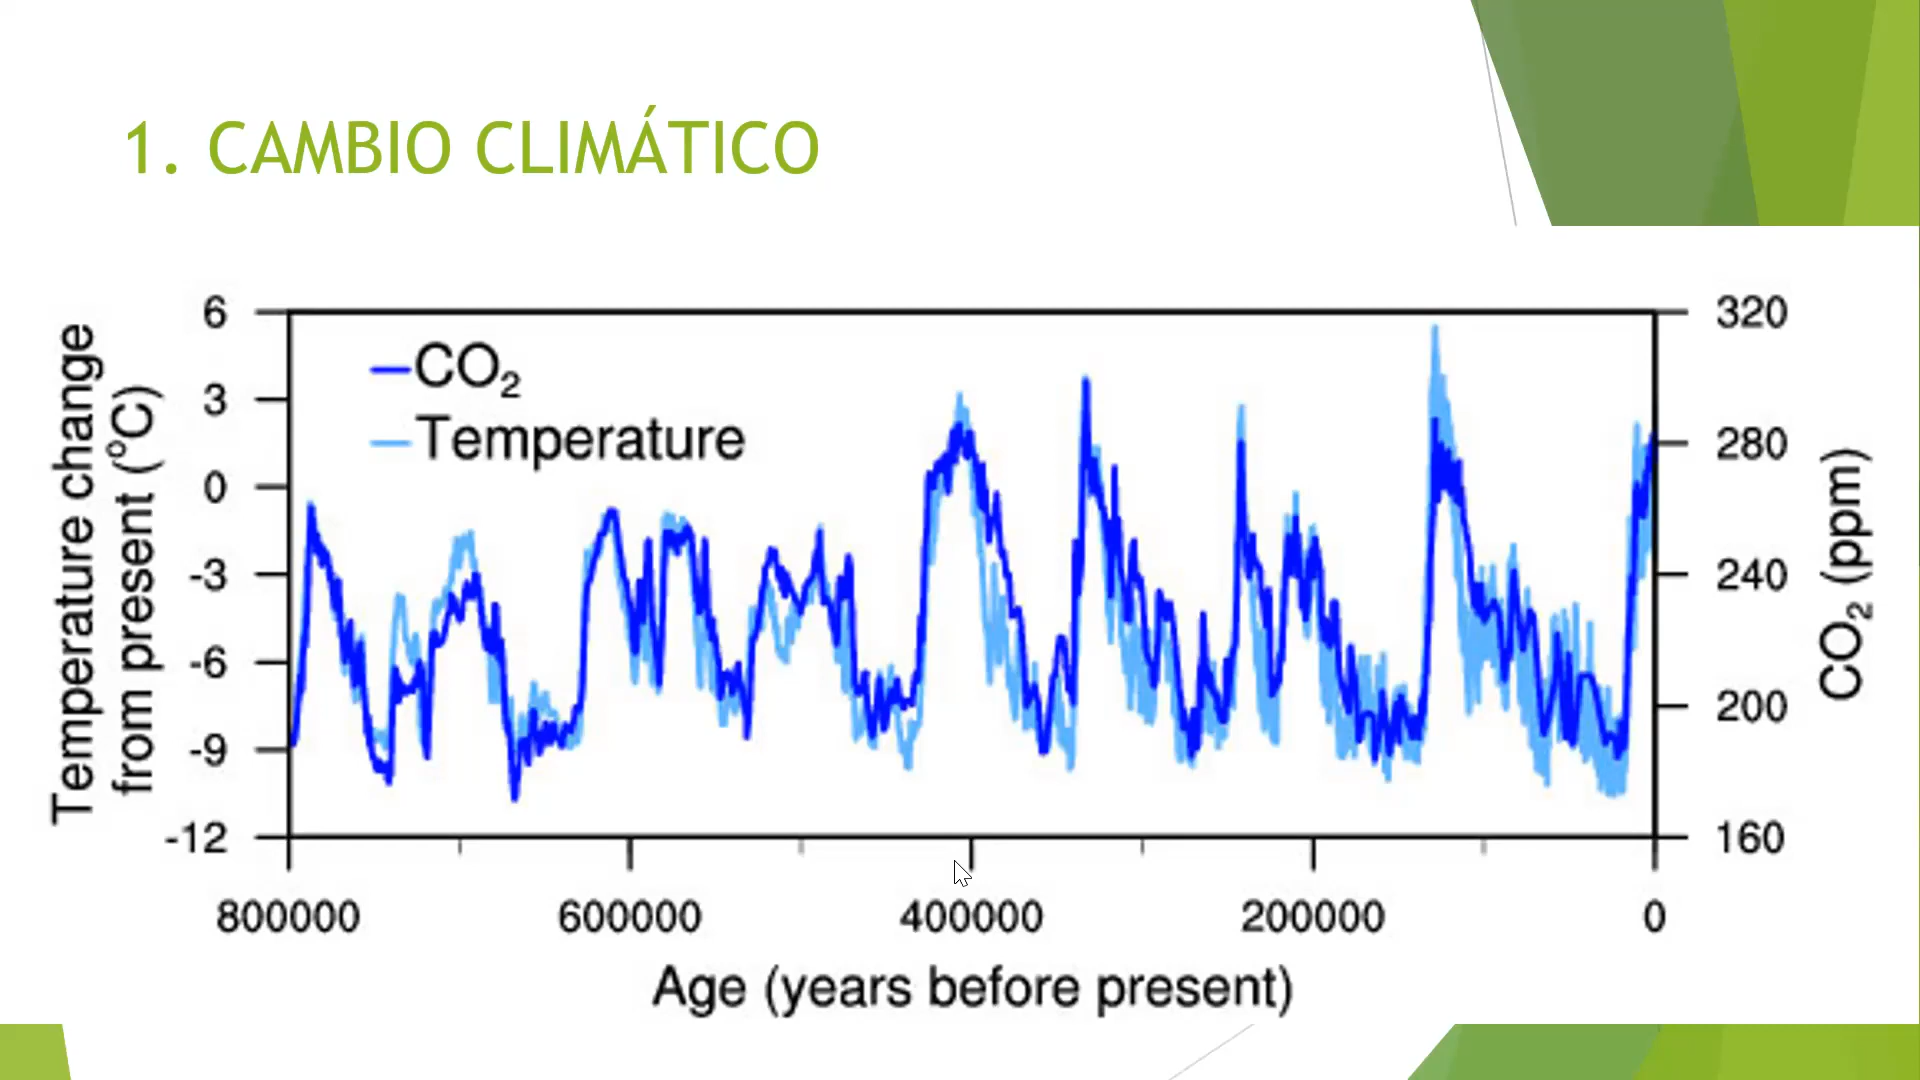 1. CAMBIO CLIMÁTICO
Temperature change
from present (°C)
6
3
0
-3
-6
-9
-12
CO₂
Temperature
320
280
240
200
160
CO₂ (ppm)
800000 600000 400000 200000 0
Age (years before present)